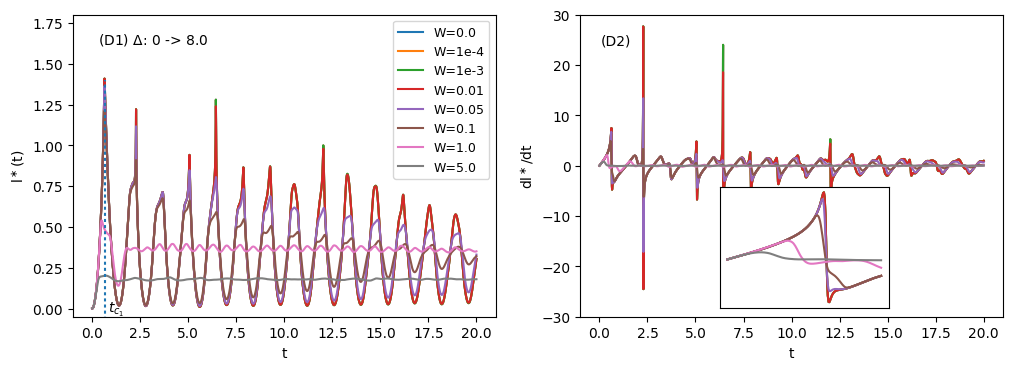 (D1) Δ: 0 -> 8.0
W=0.0
W=1e-4
W=1e-3
W=0.01
W=0.05
W=0.1
W=1.0
W=5.0
1.75
1.50
1.25
1.00
0.75
0.50
0.25
0.00
l * (t)
t_{c_1}
0.0 2.5 5.0 7.5 10.0 12.5 15.0 17.5 20.0
t
(D2)
30
20
10
0
−10
−20
−30
dl * /dt
0.0 2.5 5.0 7.5 10.0 12.5 15.0 17.5 20.0
t